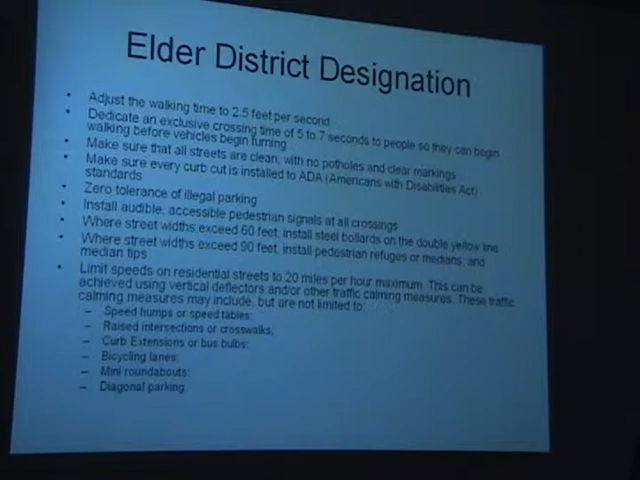 Elder District Designation
• Adjust the walking time to 2.5 feet per second
• Dedicate an exclusive crossing time of 5 to 7 seconds to people so they can begin
walking before vehicles begin turning
• Make sure that all streets are clean, with no potholes and clear markings
• Make sure every curb cut is installed to ADA (Americans with Disabilities Act)
standards
• Zero tolerance of illegal parking
• Install audible, accessible pedestrian signals at all crossings
• Where street widths exceed 60 feet, install steel bollards on the double yellow line
• Where street widths exceed 90 feet, install pedestrian refuges or medians, and
median tips
• Limit speeds on residential streets to 20 miles per hour maximum. This can be
achieved using vertical deflectors and/or other traffic calming measures. These traffic
calming measures may include, but are not limited to:
– Speed humps or speed tables;
– Raised intersections or crosswalks;
– Curb Extensions or bus bulbs;
– Bicycling lanes;
– Mini roundabouts;
– Diagonal parking